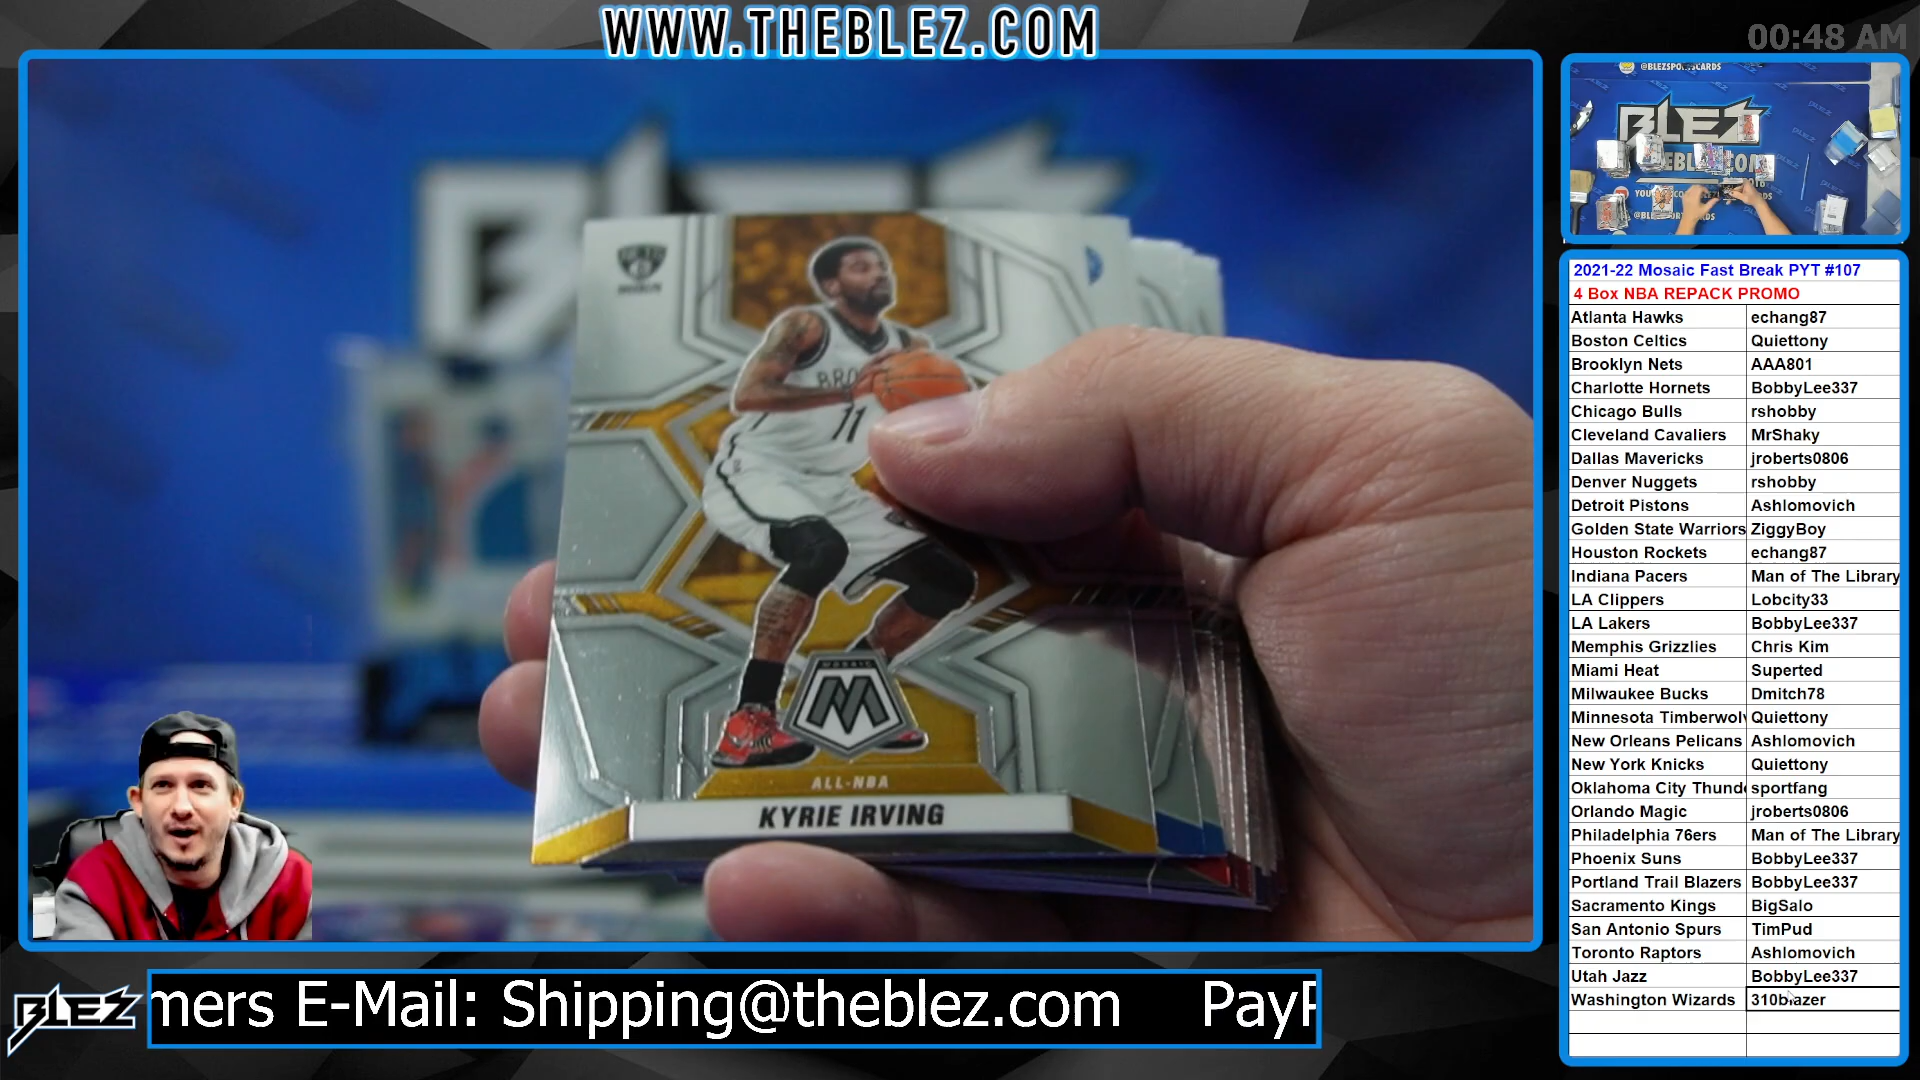 WWW.THEBLEZ.COM
00:48 AM
BLEZ
BRO
11
MOSAIC
M
ALL-NBA
KYRIE IRVING
@BLEZSPORTSCARDS
BLEZ
2021-22 Mosaic Fast Break PYT #107
4 Box NBA REPACK PROMO
Atlanta Hawks echang87
Boston Celtics Quiettony
Brooklyn Nets AAA801
Charlotte Hornets BobbyLee337
Chicago Bulls rshobby
Cleveland Cavaliers MrShaky
Dallas Mavericks jroberts0806
Denver Nuggets rshobby
Detroit Pistons Ashlomovich
Golden State Warriors ZiggyBoy
Houston Rockets echang87
Indiana Pacers Man of The Library
LA Clippers Lobcity33
LA Lakers BobbyLee337
Memphis Grizzlies Chris Kim
Miami Heat Superted
Milwaukee Bucks Dmitch78
Minnesota Timberwolv Quiettony
New Orleans Pelicans Ashlomovich
New York Knicks Quiettony
Oklahoma City Thunde sportfang
Orlando Magic jroberts0806
Philadelphia 76ers Man of The Library
Phoenix Suns BobbyLee337
Portland Trail Blazers BobbyLee337
Sacramento Kings BigSalo
San Antonio Spurs TimPud
Toronto Raptors Ashlomovich
Utah Jazz BobbyLee337
Washington Wizards 310blazer
BLEZ
mers E-Mail: Shipping@theblez.com PayP